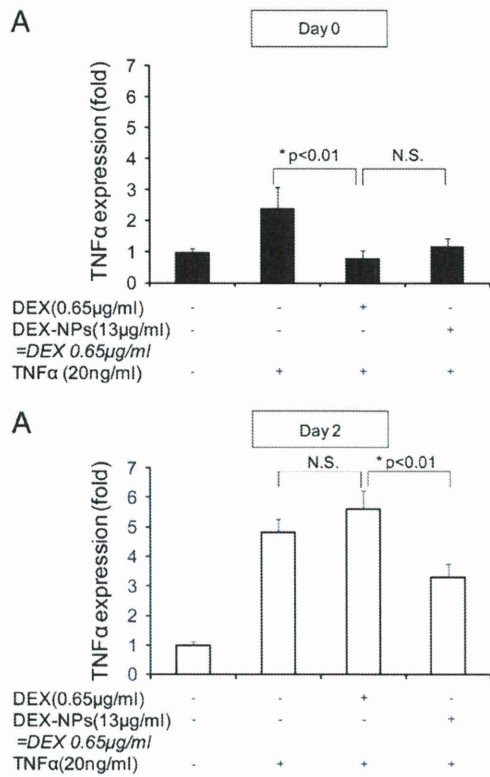 A
Day 0
TNFα expression (fold)
7
6
5
4
3
2
1
0
* p<0.01
N.S.
DEX(0.65µg/ml) - - + -
DEX-NPs(13µg/ml) - - - +
=DEX 0.65µg/ml
TNFα (20ng/ml) - + + +
A
Day 2
TNFα expression (fold)
7
6
5
4
3
2
1
0
N.S.
* p<0.01
DEX(0.65µg/ml) - - + -
DEX-NPs(13µg/ml) - - - +
=DEX 0.65µg/ml
TNFα(20ng/ml) - + + +